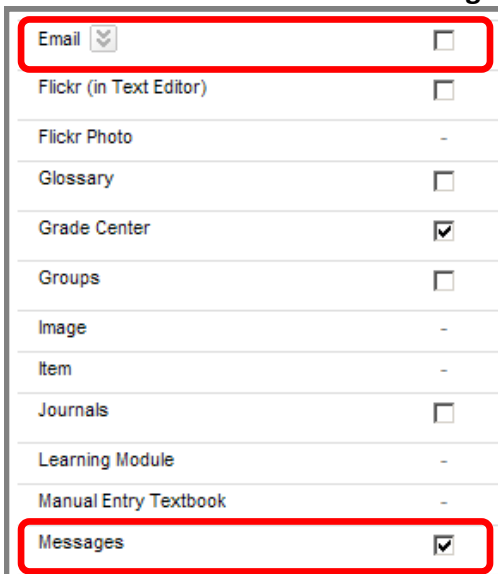 Email
Flickr (in Text Editor)
Flickr Photo -
Glossary
Grade Center
Groups
Image -
Item -
Journals
Learning Module -
Manual Entry Textbook -
Messages